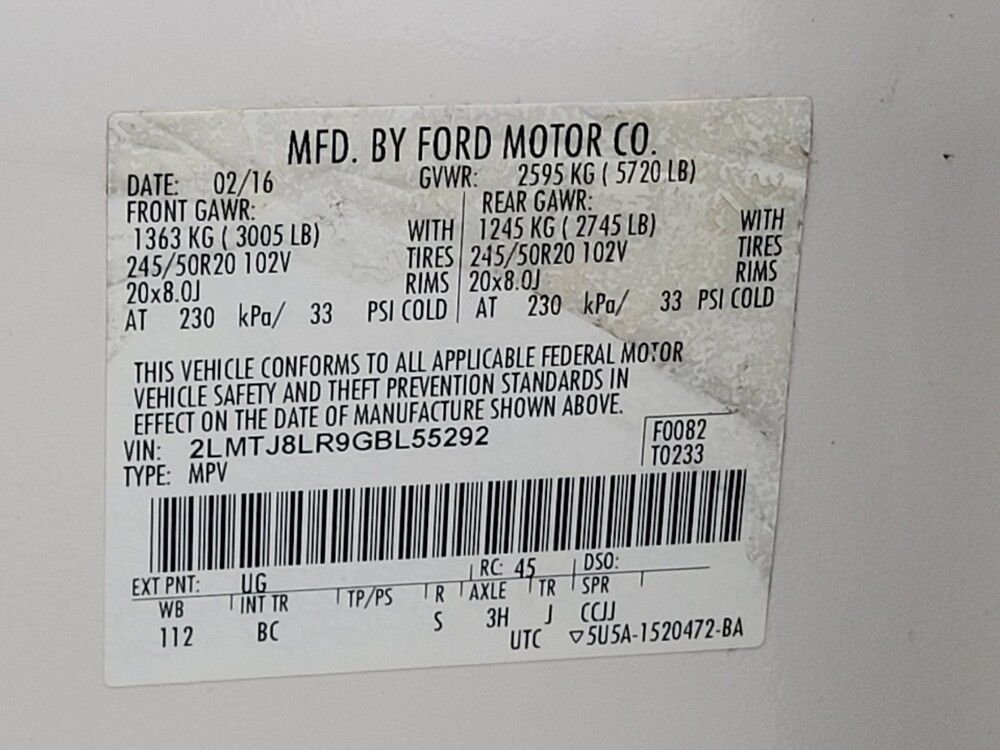 MFD. BY FORD MOTOR CO.
DATE: 02/16 GVWR: 2595 KG ( 5720 LB)
FRONT GAWR: REAR GAWR:
1363 KG ( 3005 LB) WITH 1245 KG ( 2745 LB) WITH
245/50R20 102V TIRES 245/50R20 102V TIRES
20x8.0J RIMS 20x8.0J RIMS
AT 230 kPa/ 33 PSI COLD AT 230 kPa/ 33 PSI COLD
THIS VEHICLE CONFORMS TO ALL APPLICABLE FEDERAL MOTOR
VEHICLE SAFETY AND THEFT PREVENTION STANDARDS IN
EFFECT ON THE DATE OF MANUFACTURE SHOWN ABOVE.
VIN: 2LMTJ8LR9GBL55292 F0082
TYPE: MPV T0233
EXT PNT: UG RC: 45 DSO:
WB INT TR TP/PS R AXLE TR SPR
112 BC S 3H J CCJJ
UTC ▽5U5A-1520472-BA